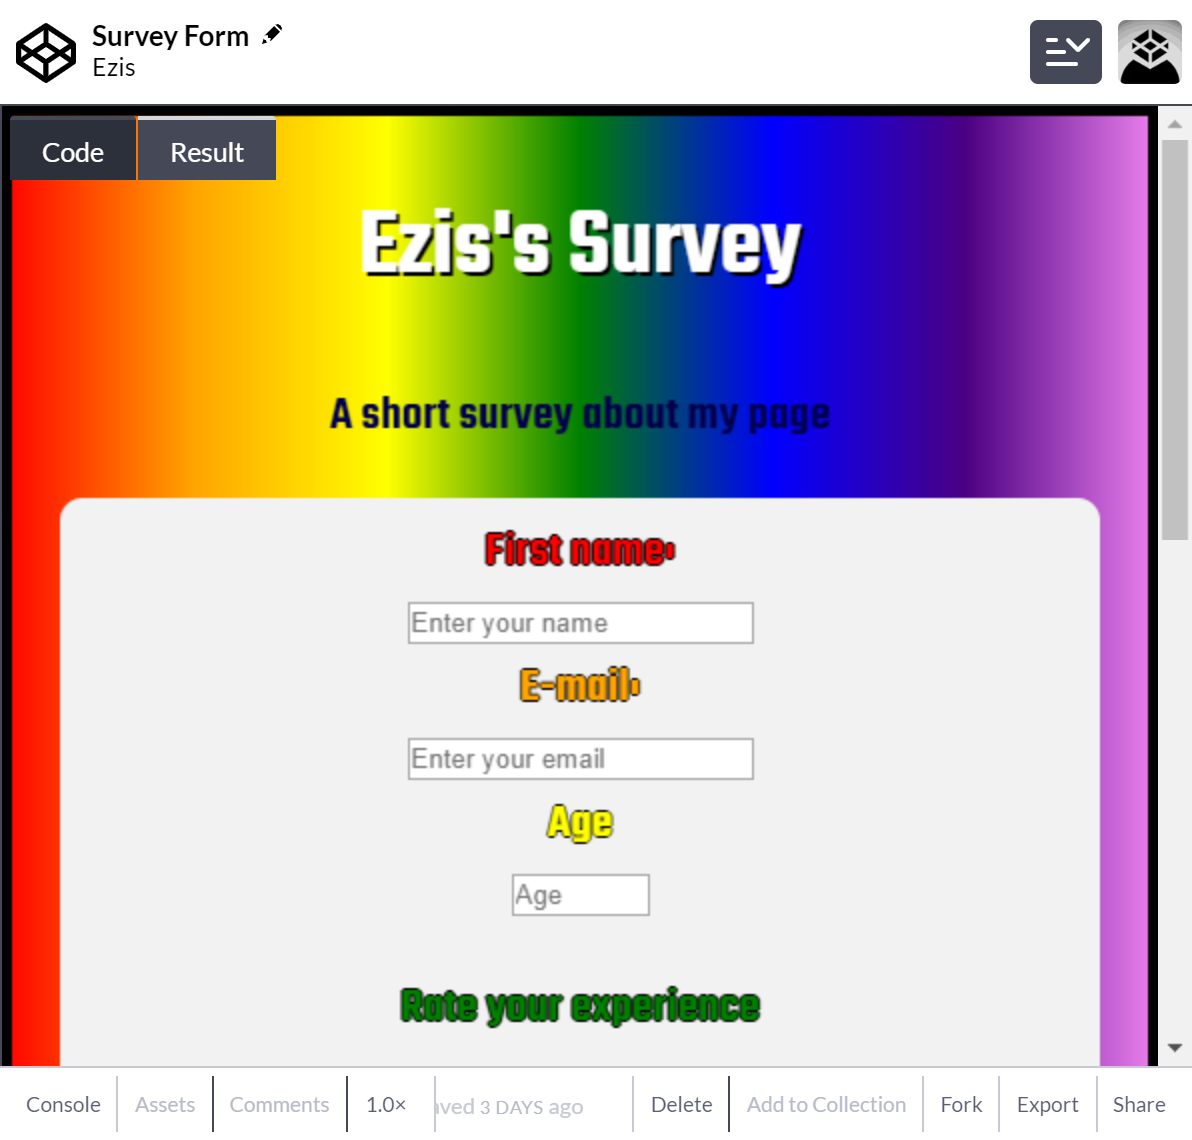 Survey Form
Ezis
Code Result
Ezis's Survey
A short survey about my page
First name:
Enter your name
E-mail:
Enter your email
Age
Age
Rate your experience
Console Assets Comments 1.0× ved 3 DAYS ago Delete Add to Collection Fork Export Share